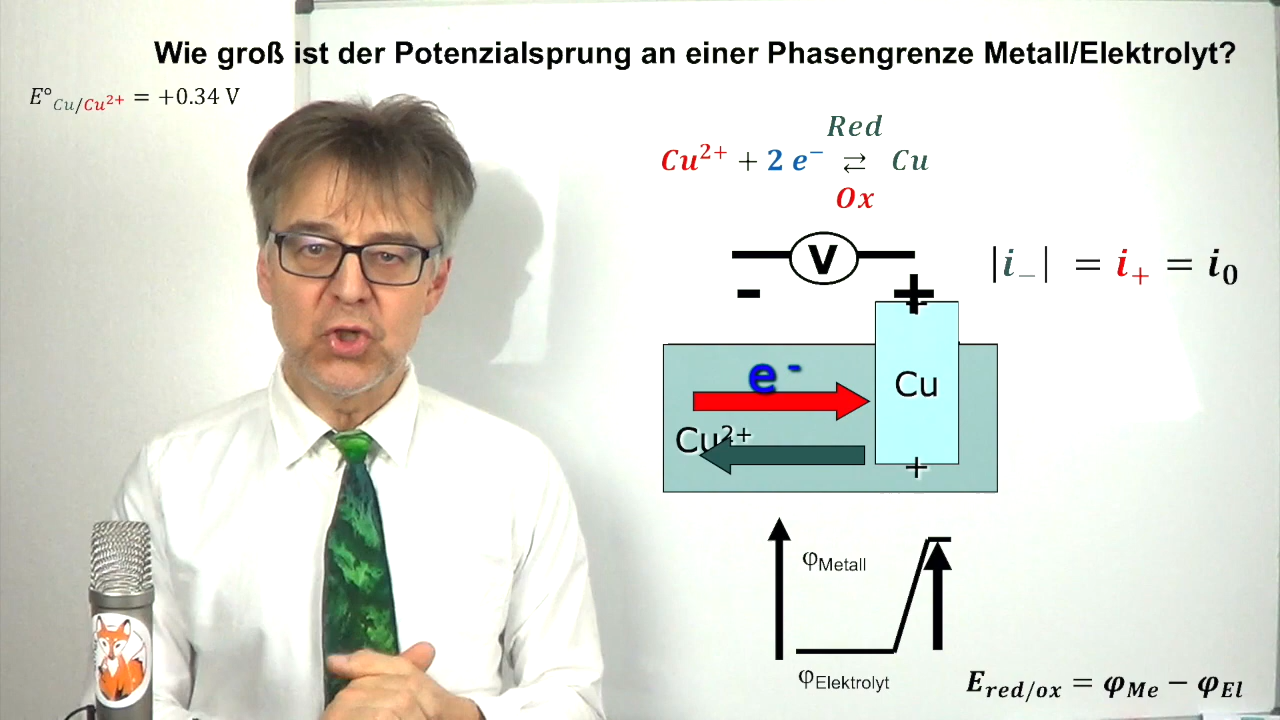 Wie groß ist der Potenzialsprung an einer Phasengrenze Metall/Elektrolyt?
E°Cu/Cu²⁺ = +0.34 V
Red
Cu²⁺ + 2 e⁻ ⇄ Cu
Ox
V
- +
|i₋| = i₊ = i₀
e -
Cu
Cu²⁺
+
φMetall
φElektrolyt
Ered/ox = φMe − φEl